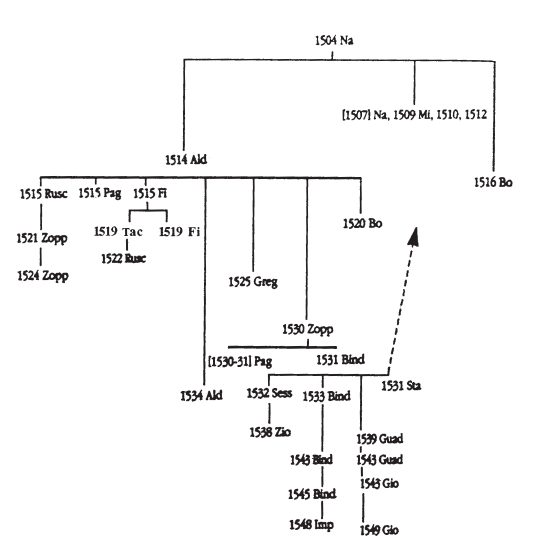 1504 Na
[1507] Na, 1509 Mi, 1510, 1512
1514 Ald
1516 Bo
1515 Rusc 1515 Pag 1515 Fi
1520 Bo
1519 Tac 1519 Fi
1521 Zopp
1522 Rusc
1524 Zopp
1525 Greg
1530 Zopp
[1530-31] Pag 1531 Bind
1531 Sta
1534 Ald 1532 Sess 1533 Bind
1538 Zio
1539 Guad
1543 Bind 1543 Guad
1543 Gio
1545 Bind
1548 Imp
1549 Gio